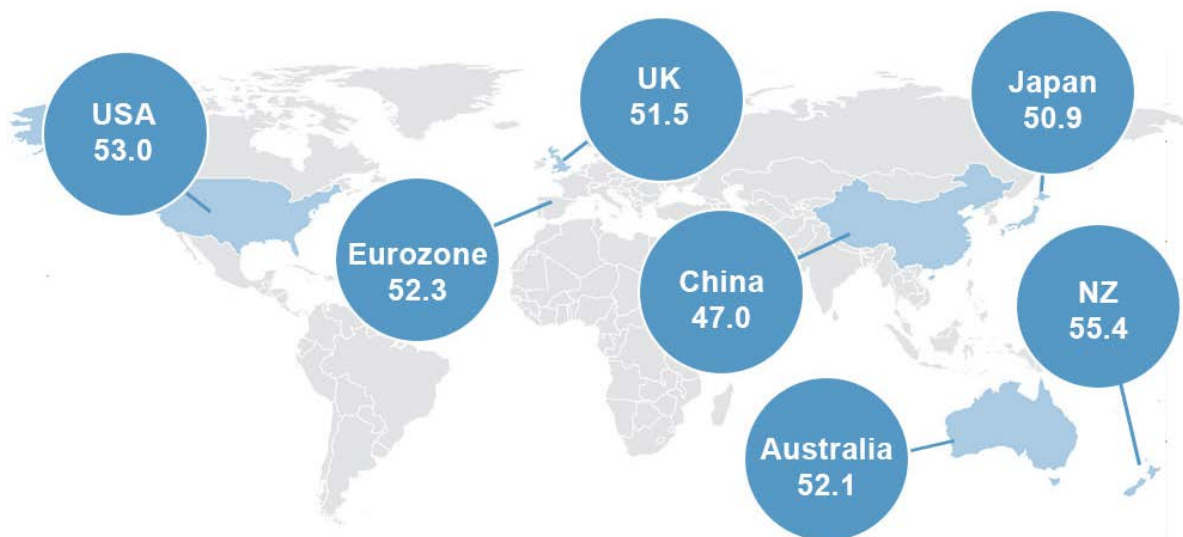 USA
53.0
UK
51.5
Japan
50.9
Eurozone
52.3
China
47.0
NZ
55.4
Australia
52.1